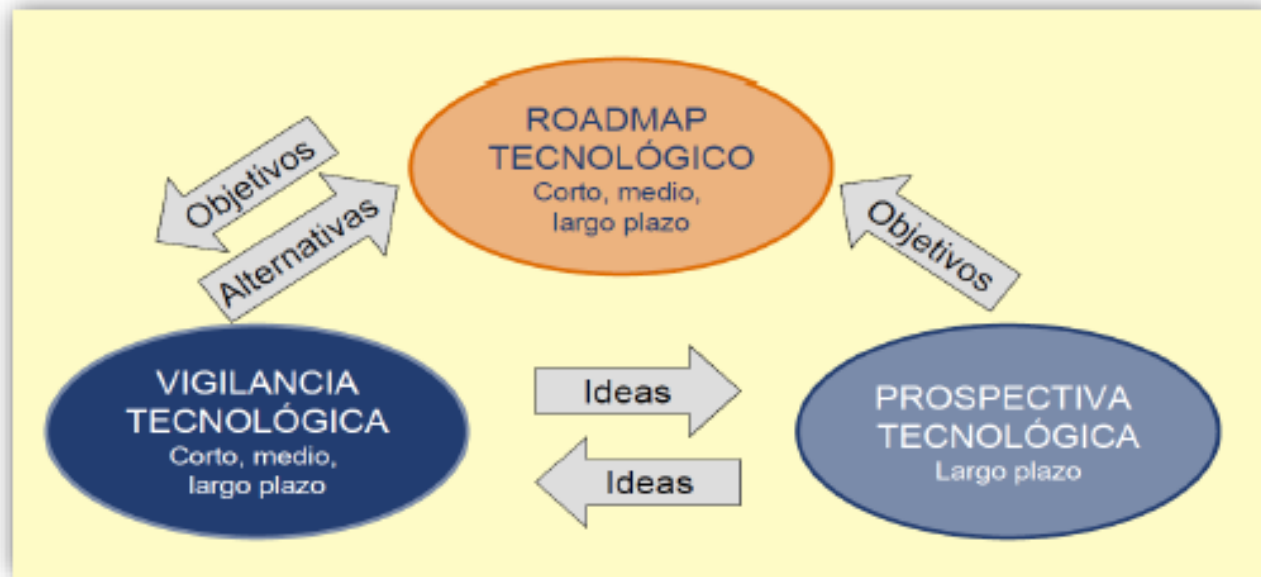 ROADMAP
TECNOLÓGICO
Corto, medio,
largo plazo
Objetivos
Alternativas
Objetivos
VIGILANCIA
TECNOLÓGICA
Corto, medio,
largo plazo
Ideas
Ideas
PROSPECTIVA
TECNOLÓGICA
Largo plazo